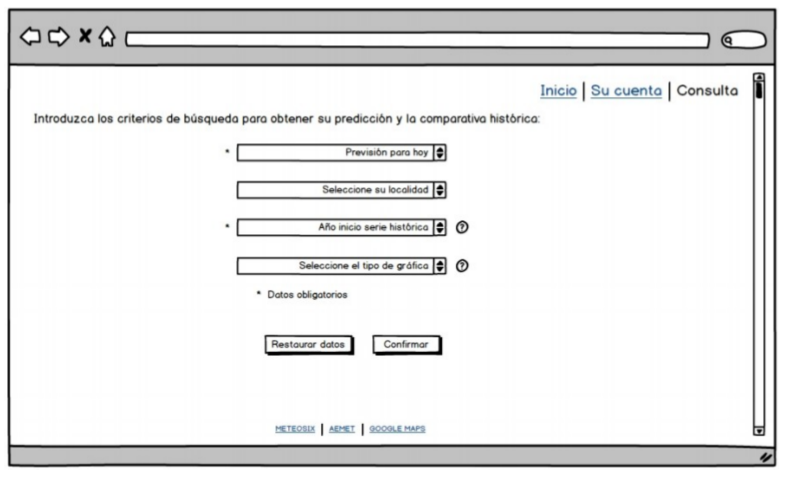 Inicio | Su cuenta | Consulta
Introduzca los criterios de búsqueda para obtener su predicción y la comparativa histórica:
* Previsión para hoy
Seleccione su localidad
* Año inicio serie histórica ?
Seleccione el tipo de gráfica ?
* Datos obligatorios
Restaurar datos Confirmar
METEOSIX | AEMET | GOOGLE MAPS